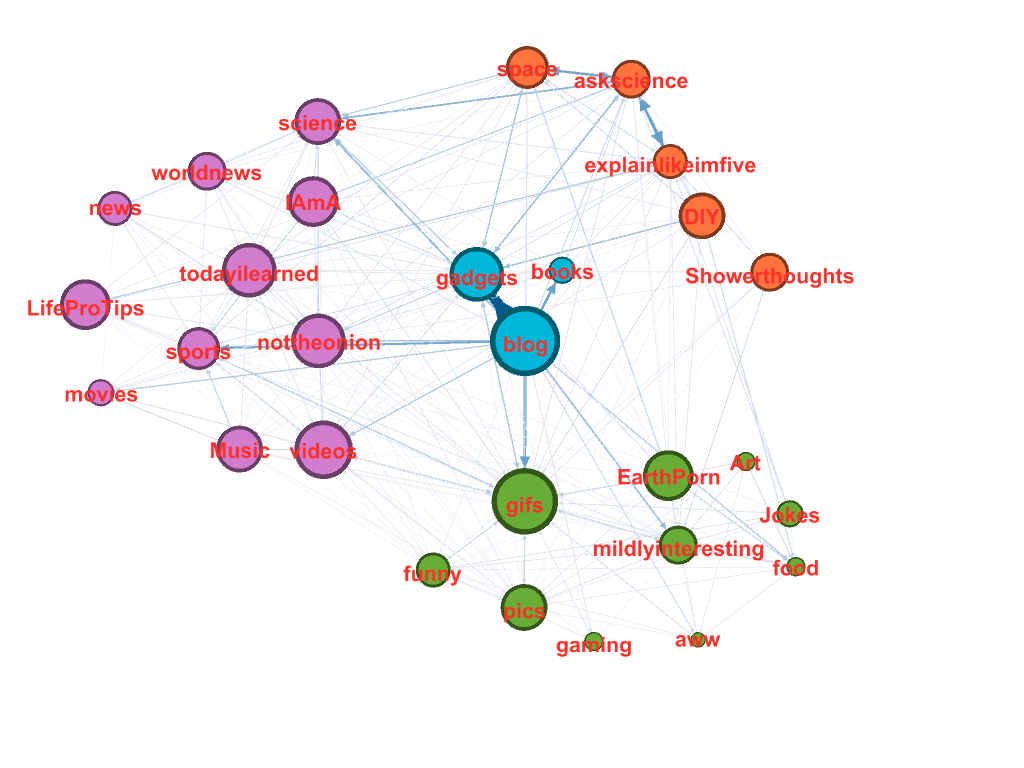 space
askscience
science
explainlikeimfive
worldnews
IAmA
news
DIY
todayilearned
gadgets
books
Showerthoughts
LifeProTips
sports
nottheonion
blog
movies
Music
videos
EarthPorn
Art
gifs
Jokes
mildlyinteresting
funny
food
pics
gaming
aww